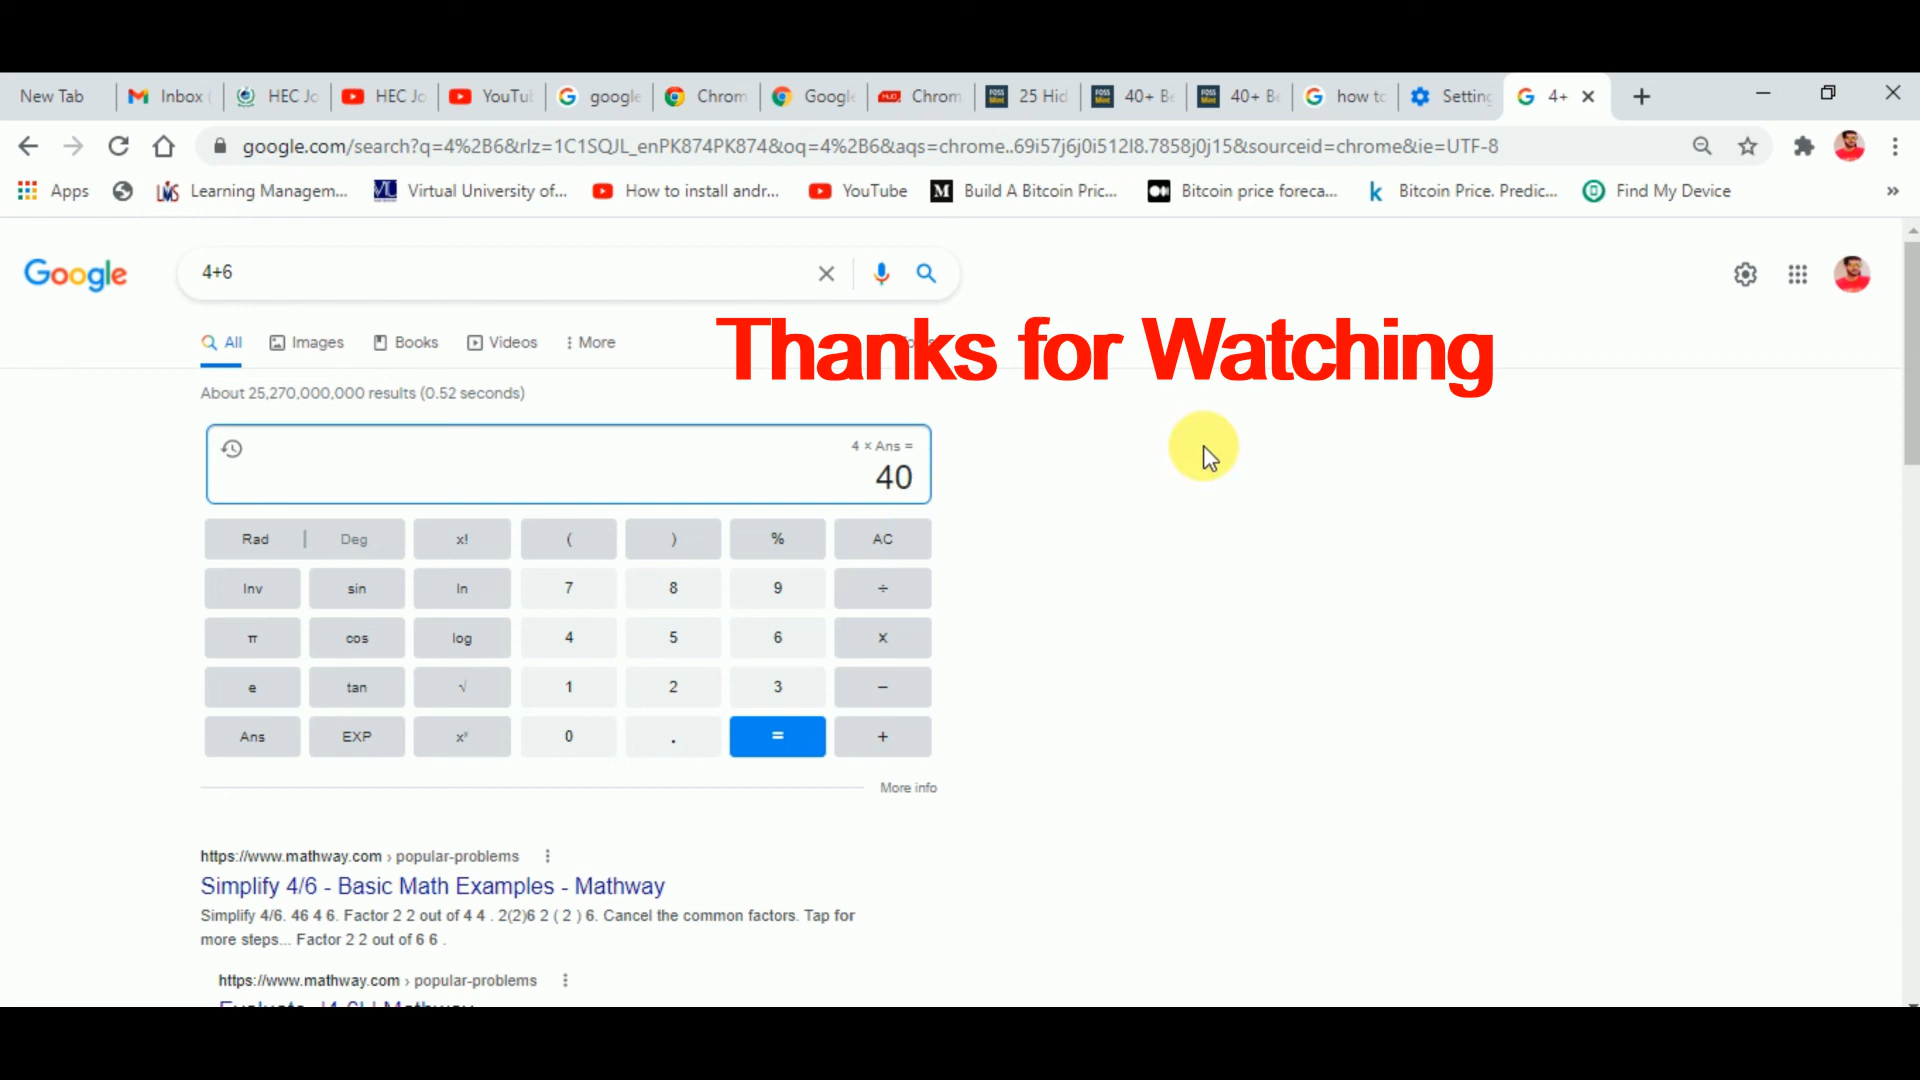 New Tab
Inbox (
HEC Jo
HEC Jo
YouTu
google
Chrom
Google
Chrom
25 Hid
40+ Be
40+ Be
how to
Setting
4+
google.com/search?q=4%2B6&rlz=1C1SQJL_enPK874PK874&oq=4%2B6&aqs=chrome..69i57j6j0i512l8.7858j0j15&sourceid=chrome&ie=UTF-8
Apps
Learning Managem...
Virtual University of...
How to install andr...
YouTube
Build A Bitcoin Pric...
Bitcoin price foreca...
Bitcoin Price. Predic...
Find My Device
Google
4+6
All
Images
Books
Videos
More
Thanks for Watching
About 25,270,000,000 results (0.52 seconds)
4 × Ans =
40
Rad | Deg x! ( ) % AC
Inv sin ln 7 8 9 ÷
π cos log 4 5 6 ×
e tan √ 1 2 3 −
Ans EXP xʸ 0 . = +
More info
https://www.mathway.com › popular-problems
Simplify 4/6 - Basic Math Examples - Mathway
Simplify 4/6. 46 4 6. Factor 2 2 out of 4 4 . 2(2)6 2 ( 2 ) 6. Cancel the common factors. Tap for
more steps... Factor 2 2 out of 6 6 .
https://www.mathway.com › popular-problems